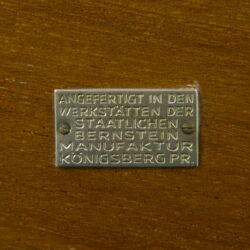 ANGEFERTIGT IN DEN
WERKSTÄTTEN DER
STAATLICHEN
BERNSTEIN
MANUFAKTUR
KÖNIGSBERG PR.